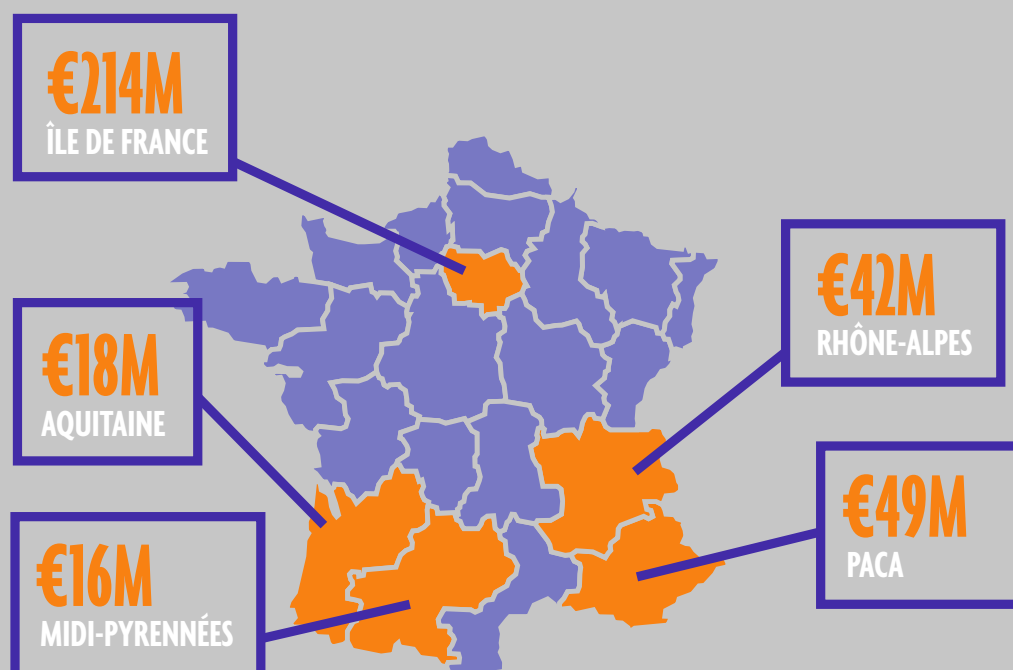 €214M
ÎLE DE FRANCE
€42M
RHÔNE-ALPES
€18M
AQUITAINE
€49M
PACA
€16M
MIDI-PYRENNÉES